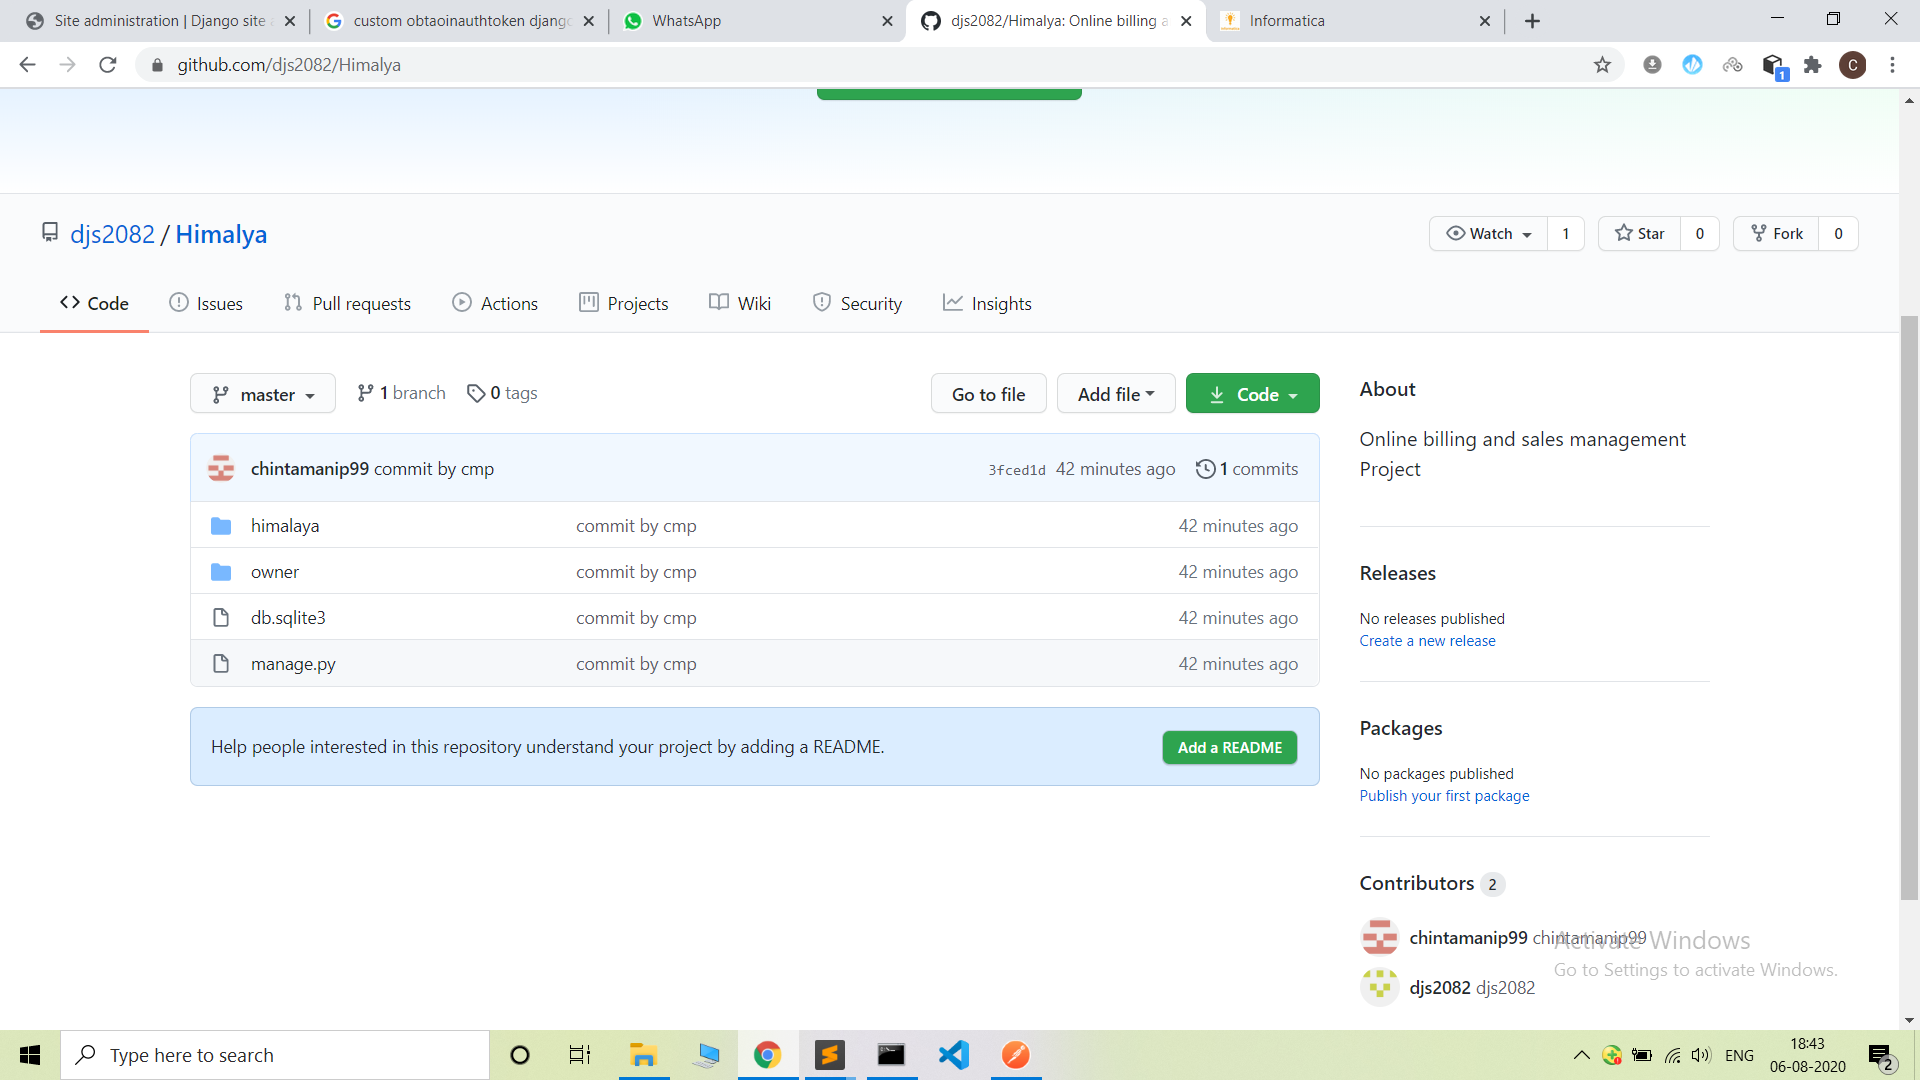 Site administration | Django site
custom obtaoinauthtoken django
WhatsApp
djs2082/Himalya: Online billing a
Informatica
github.com/djs2082/Himalya
C
1
djs2082 / Himalya
Watch 1
Star 0
Fork 0
Code
Issues
Pull requests
Actions
Projects
Wiki
Security
Insights
master
1 branch
0 tags
Go to file
Add file
Code
chintamanip99 commit by cmp
3fced1d 42 minutes ago
1 commits
himalaya commit by cmp 42 minutes ago
owner commit by cmp 42 minutes ago
db.sqlite3 commit by cmp 42 minutes ago
manage.py commit by cmp 42 minutes ago
Help people interested in this repository understand your project by adding a README.
Add a README
About
Online billing and sales management
Project
Releases
No releases published
Create a new release
Packages
No packages published
Publish your first package
Contributors 2
chintamanip99 chintamanip99
djs2082 djs2082
Activate Windows
Go to Settings to activate Windows.
Type here to search
ENG
18:43
06-08-2020
2